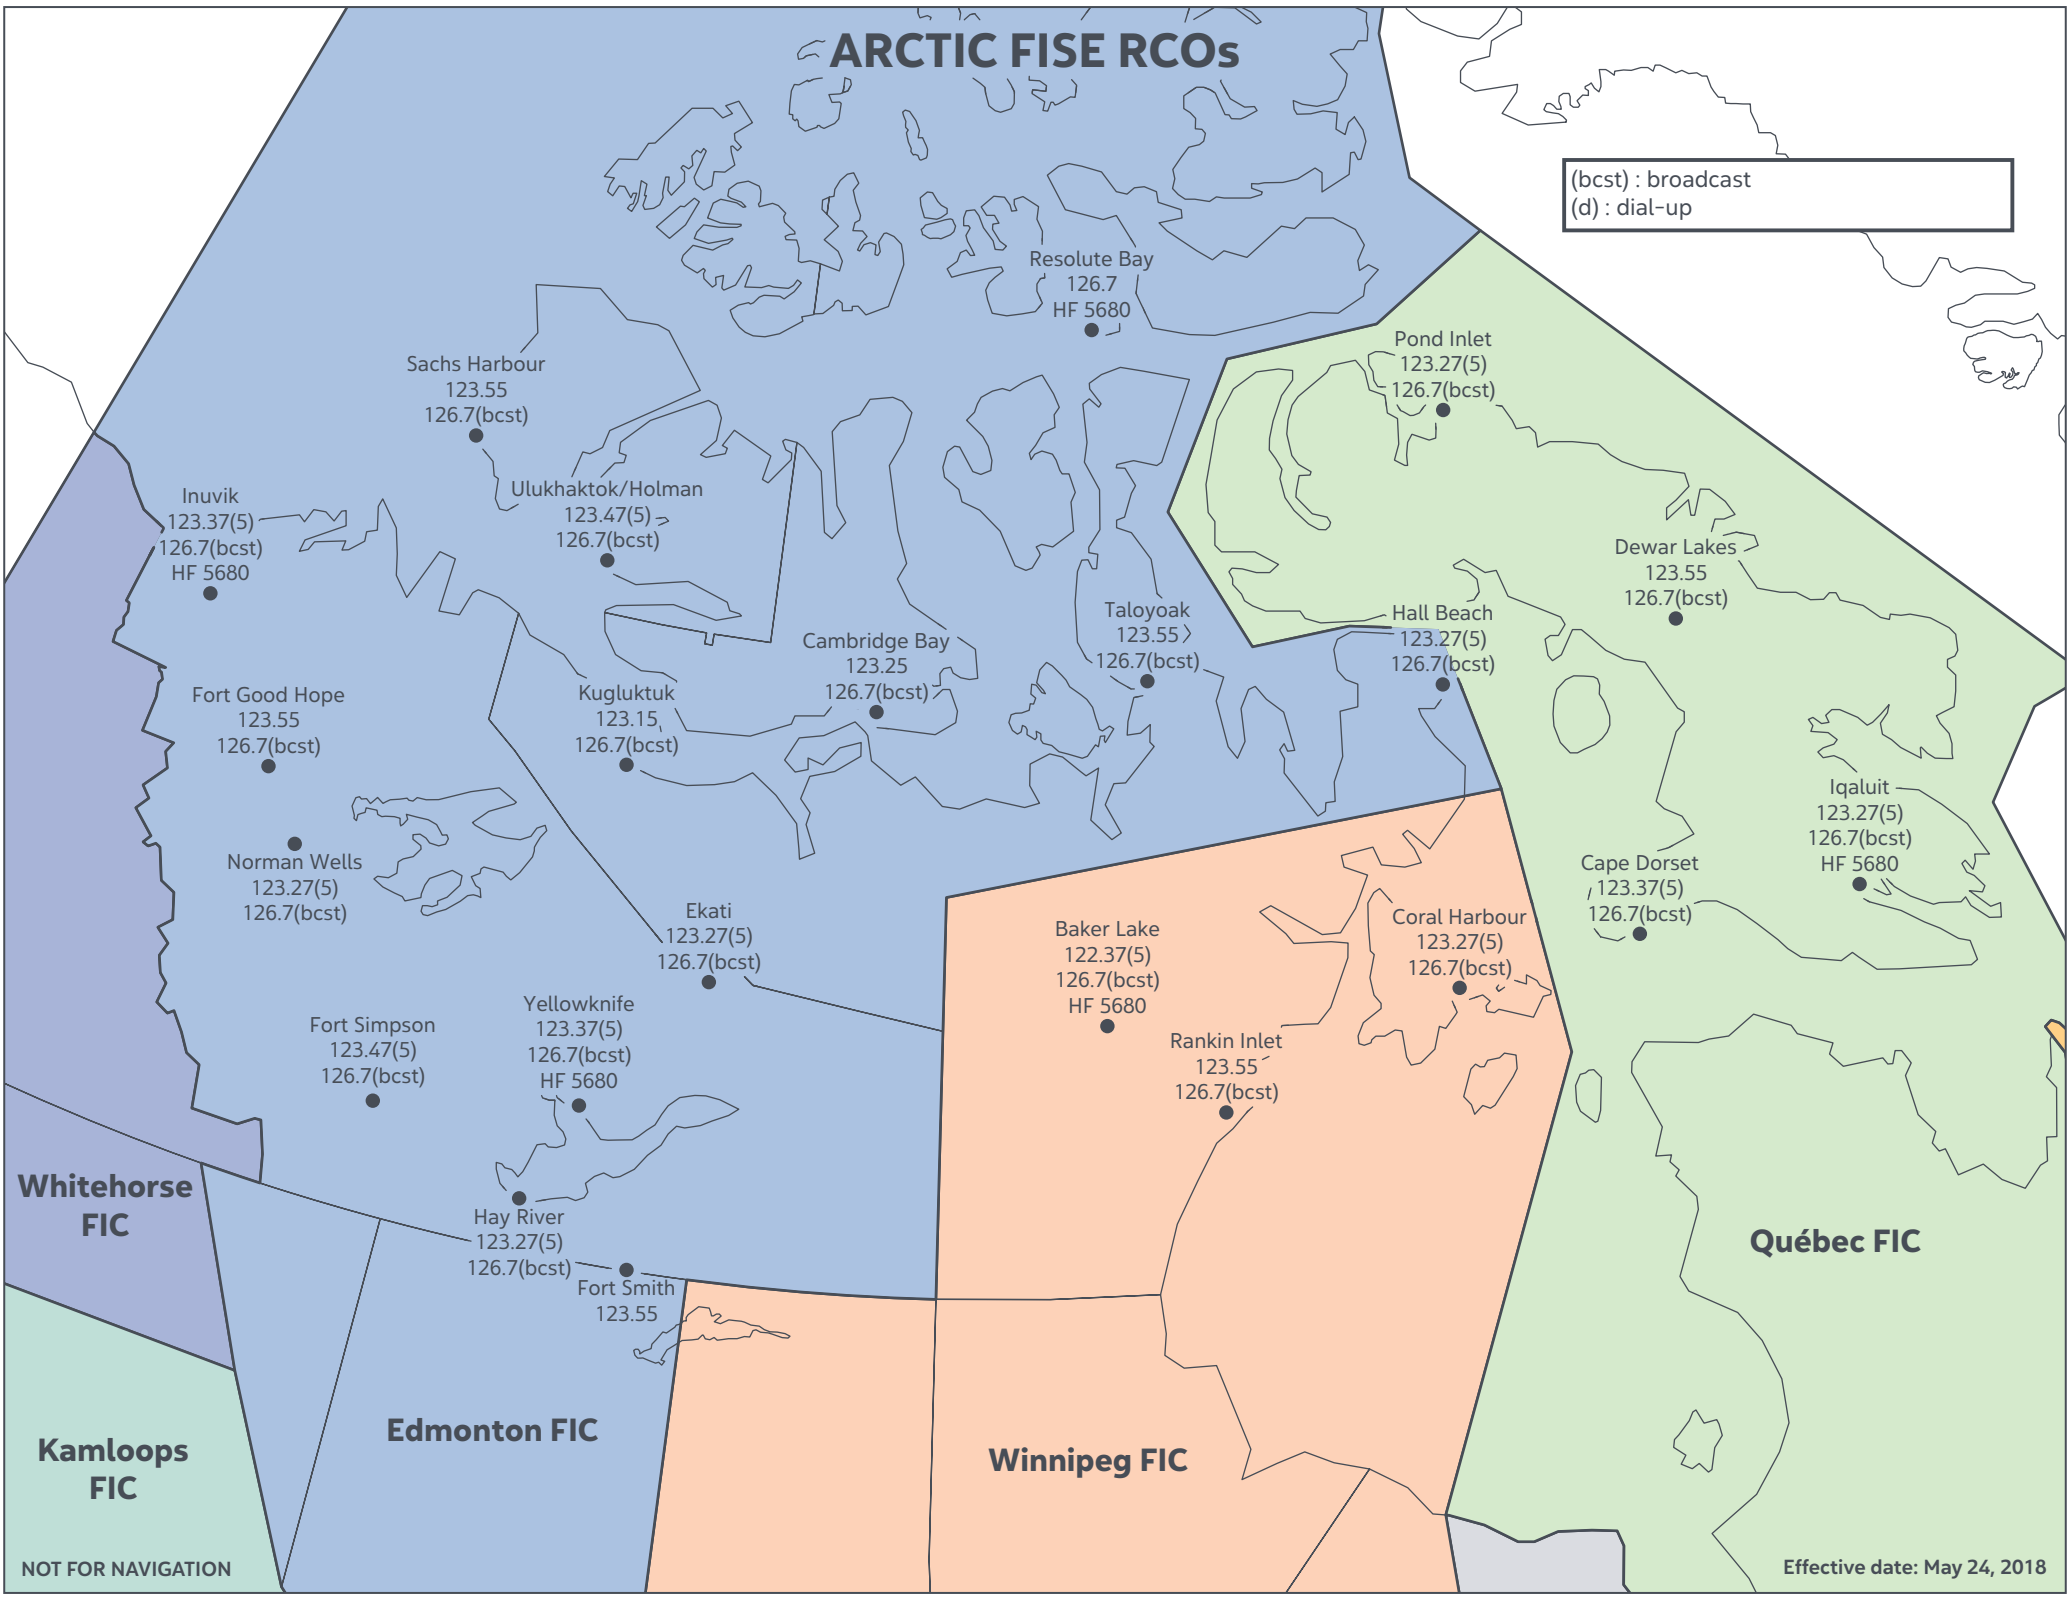 ARCTIC FISE RCOs
(bcst) : broadcast
(d) : dial-up
Resolute Bay
126.7
HF 5680
Pond Inlet
123.27(5)
126.7(bcst)
Sachs Harbour
123.55
126.7(bcst)
Ulukhaktok/Holman
123.47(5)
126.7(bcst)
Inuvik
123.37(5)
126.7(bcst)
HF 5680
Dewar Lakes
123.55
126.7(bcst)
Hall Beach
123.27(5)
126.7(bcst)
Taloyoak
123.55
126.7(bcst)
Cambridge Bay
123.25
126.7(bcst)
Kugluktuk
123.15
126.7(bcst)
Fort Good Hope
123.55
126.7(bcst)
Norman Wells
123.27(5)
126.7(bcst)
Iqaluit
123.27(5)
126.7(bcst)
HF 5680
Cape Dorset
123.37(5)
126.7(bcst)
Ekati
123.27(5)
126.7(bcst)
Baker Lake
122.37(5)
126.7(bcst)
HF 5680
Coral Harbour
123.27(5)
126.7(bcst)
Yellowknife
123.37(5)
126.7(bcst)
HF 5680
Fort Simpson
123.47(5)
126.7(bcst)
Rankin Inlet
123.55
126.7(bcst)
Whitehorse
FIC
Hay River
123.27(5)
126.7(bcst)
Fort Smith
123.55
Québec FIC
Edmonton FIC
Winnipeg FIC
Kamloops
FIC
NOT FOR NAVIGATION
Effective date: May 24, 2018